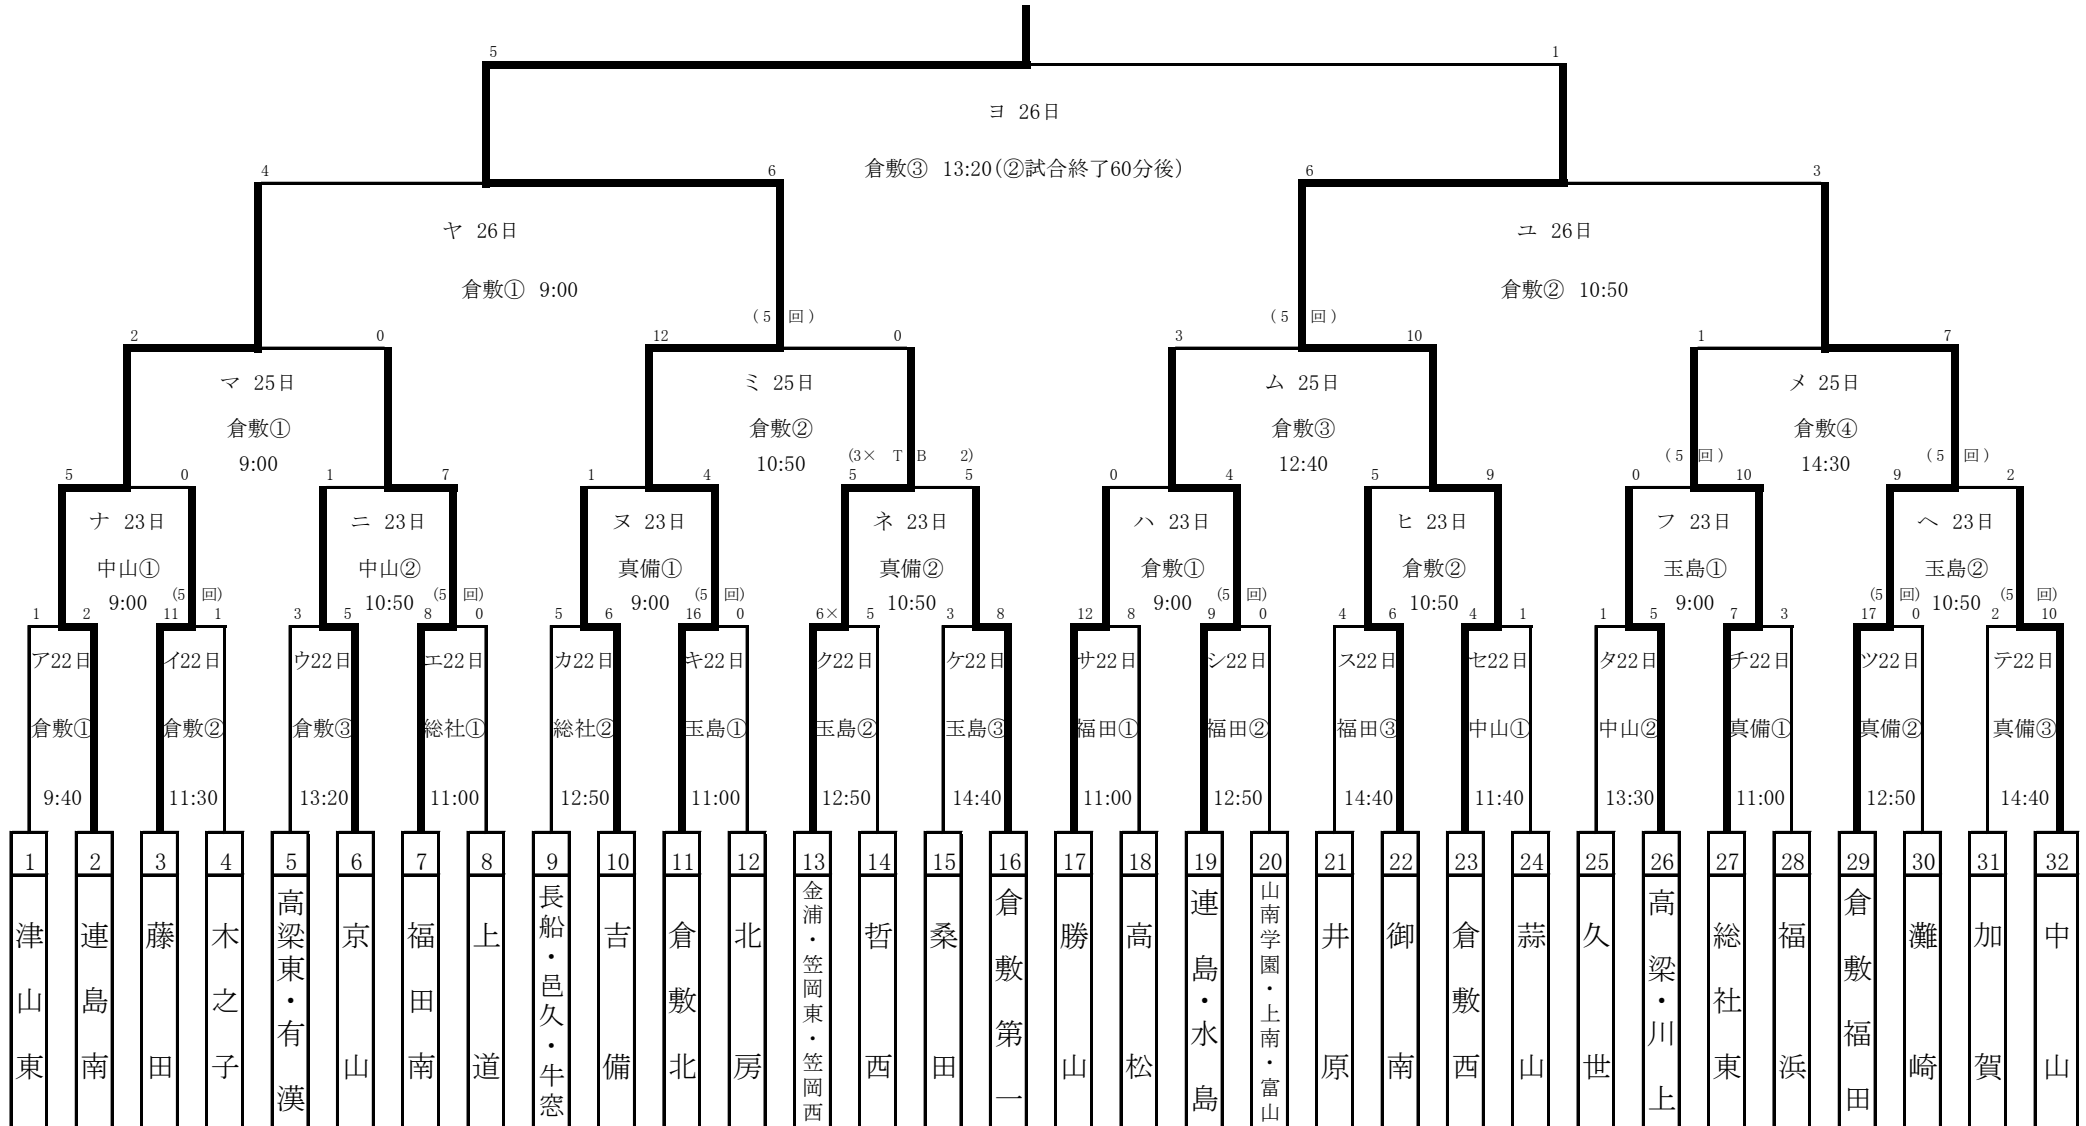 5 1
ヨ 26日
倉敷③ 13:20(②試合終了60分後)
4 6 6 3
ヤ 26日 ユ 26日
倉敷① 9:00 倉敷② 10:50
(5 回) (5 回)
2 0 12 0 3 10 1 7
マ 25日 ミ 25日 ム 25日 メ 25日
倉敷① 倉敷② 倉敷③ 倉敷④
(3× T B 2) (5 回) (5 回)
9:00 10:50 12:40 14:30
5 0 1 7 1 4 5 5 0 4 5 9 0 10 9 2
ナ 23日 ニ 23日 ヌ 23日 ネ 23日 ハ 23日 ヒ 23日 フ 23日 ヘ 23日
中山① 中山② 真備① 真備② 倉敷① 倉敷② 玉島① 玉島②
(5 回) (5 回) (5 回) (5 回) (5 回) (5 回)
9:00 10:50 9:00 10:50 9:00 10:50 9:00 10:50
1 2 11 1 3 5 8 0 5 6 16 0 6× 5 3 8 12 8 9 0 4 6 4 1 1 5 7 3 17 0 2 10
ア22日 イ22日 ウ22日 エ22日 カ22日 キ22日 ク22日 ケ22日 サ22日 シ22日 ス22日 セ22日 タ22日 チ22日 ツ22日 テ22日
倉敷① 倉敷② 倉敷③ 総社① 総社② 玉島① 玉島② 玉島③ 福田① 福田② 福田③ 中山① 中山② 真備① 真備② 真備③
9:40 11:30 13:20 11:00 12:50 11:00 12:50 14:40 11:00 12:50 14:40 11:40 13:30 11:00 12:50 14:40
1 2 3 4 5 6 7 8 9 10 11 12 13 14 15 16 17 18 19 20 21 22 23 24 25 26 27 28 29 30 31 32
津山東
連島南
藤田
木之子
高梁東・有漢
京山
福田南
上道
長船・邑久・牛窓
吉備
倉敷北
北房
金浦・笠岡東・笠岡西
哲西
桑田
倉敷第一
勝山
高松
連島・水島
山南学園・上南・富山
井原
御南
倉敷西
蒜山
久世
高梁・川上
総社東
福浜
倉敷福田
灘崎
加賀
中山